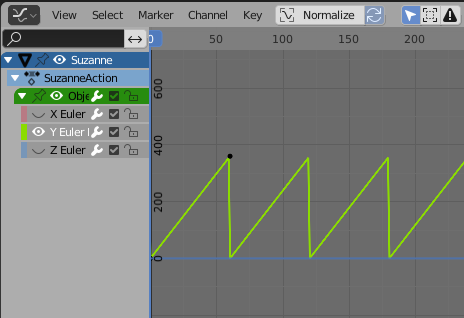 View Select Marker Channel Key Normalize
0 50 100 150 200
Suzanne
SuzanneAction
Obje
X Euler
Y Euler
Z Euler
600
400
200
0